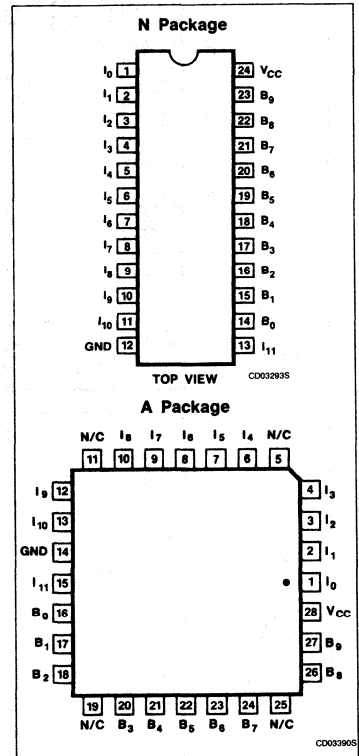 N Package
I0 1 24 VCC
I1 2 23 B9
I2 3 22 B8
I3 4 21 B7
I4 5 20 B6
I5 6 19 B5
I6 7 18 B4
I7 8 17 B3
I8 9 16 B2
I9 10 15 B1
I10 11 14 B0
GND 12 13 I11
TOP VIEW CD03293S
A Package
N/C I8 I7 I6 I5 I4 N/C
11 10 9 8 7 6 5
I9 12 4 I3
I10 13 3 I2
GND 14 2 I1
I11 15 1 I0
B0 16 28 VCC
B1 17 27 B9
B2 18 26 B8
19 20 21 22 23 24 25
N/C B3 B4 B5 B6 B7 N/C
CD03390S